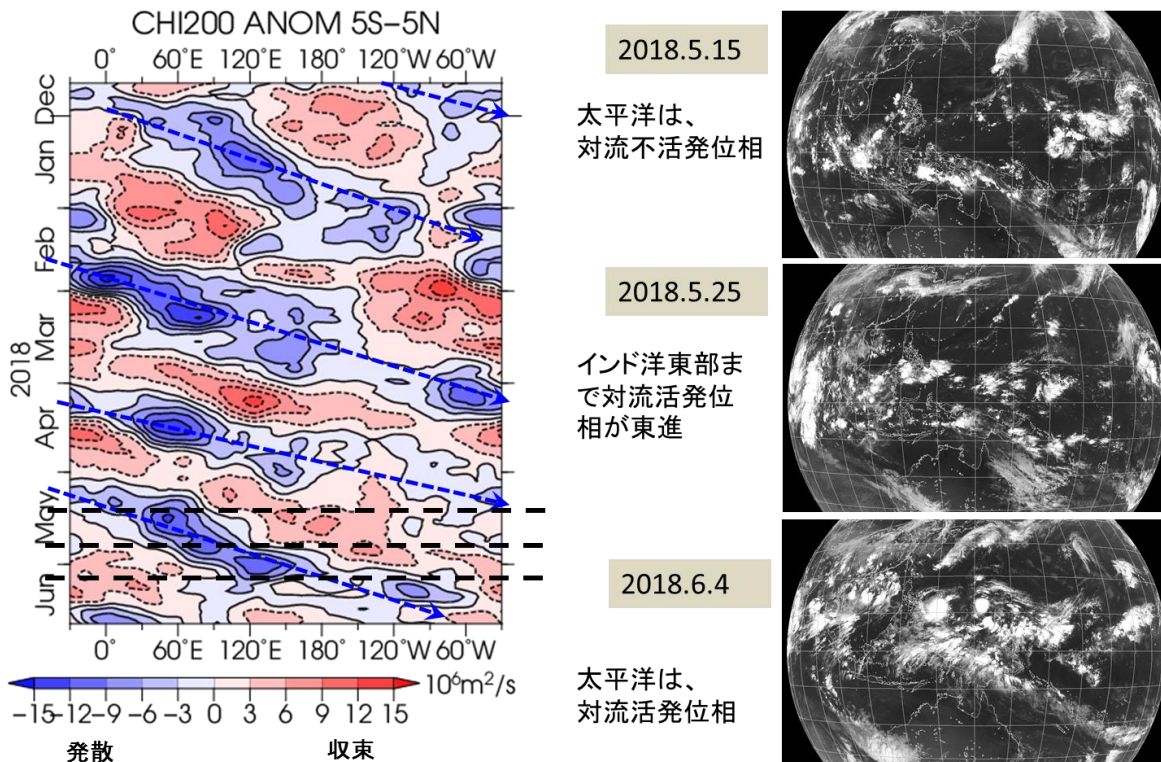 CHI200 ANOM 5S−5N
0° 60°E 120°E 180° 120°W 60°W
Dec
Jan
Feb
Mar
2018
Apr
May
Jun
0° 60°E 120°E 180° 120°W 60°W
−15 −12 −9 −6 −3 0 3 6 9 12 15
10⁶m²/s
発散 収束
2018.5.15
太平洋は、
対流不活発位相
2018.5.25
インド洋東部ま
で対流活発位
相が東進
2018.6.4
太平洋は、
対流活発位相